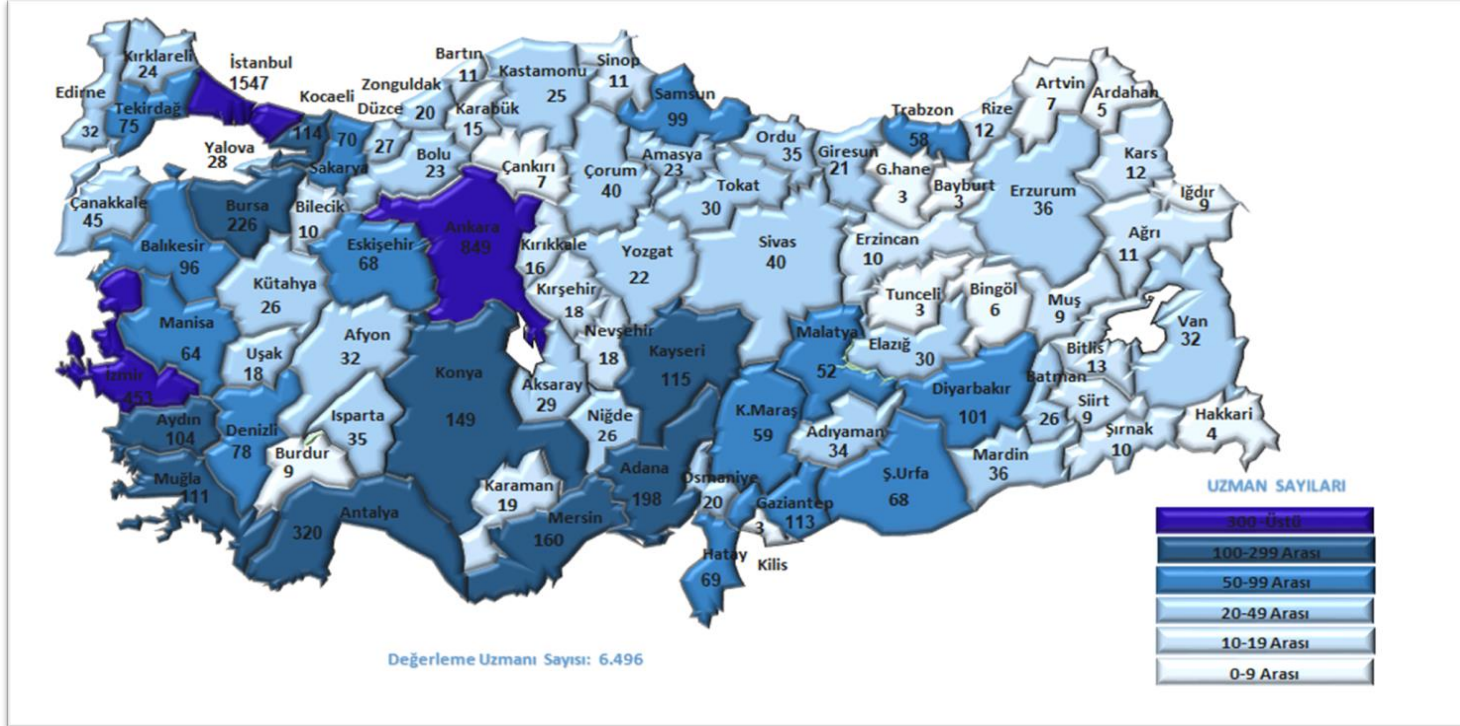 Kırklareli
24
İstanbul
1547
Edirne
32
Tekirdağ
75
Kocaeli
114
Yalova
28
70
Sakarya
Düzce
27
Zonguldak
20
Bartın
11
Karabük
15
Kastamonu
25
Sinop
11
Samsun
99
Bolu
23
Çankırı
7
Çorum
40
Amasya
23
Tokat
30
Ordu
35
Giresun
21
Trabzon
58
Rize
12
Artvin
7
Ardahan
5
Kars
12
Iğdır
9
G.hane
3
Bayburt
3
Erzurum
36
Ağrı
11
Çanakkale
45
Balıkesir
96
Bursa
226
Bilecik
10
Eskişehir
68
Ankara
849
Kırıkkale
16
Kırşehir
18
Yozgat
22
Sivas
40
Erzincan
10
Tunceli
3
Bingöl
6
Muş
9
Bitlis
13
Van
32
Kütahya
26
Manisa
64
Uşak
18
Afyon
32
İzmir
453
Aydın
104
Denizli
78
Muğla
111
Burdur
9
Isparta
35
Antalya
320
Konya
149
Aksaray
29
Nevşehir
18
Niğde
26
Kayseri
115
Karaman
19
Mersin
160
Adana
198
Osmaniye
20
Hatay
69
K.Maraş
59
Malatya
52
Elazığ
30
Adıyaman
34
Gaziantep
113
3
Kilis
Ş.Urfa
68
Diyarbakır
101
Batman
26
Mardin
36
Siirt
9
Şırnak
10
Hakkari
4
UZMAN SAYILARI
300-Üstü
100-299 Arası
50-99 Arası
20-49 Arası
10-19 Arası
0-9 Arası
Değerleme Uzmanı Sayısı: 6.496